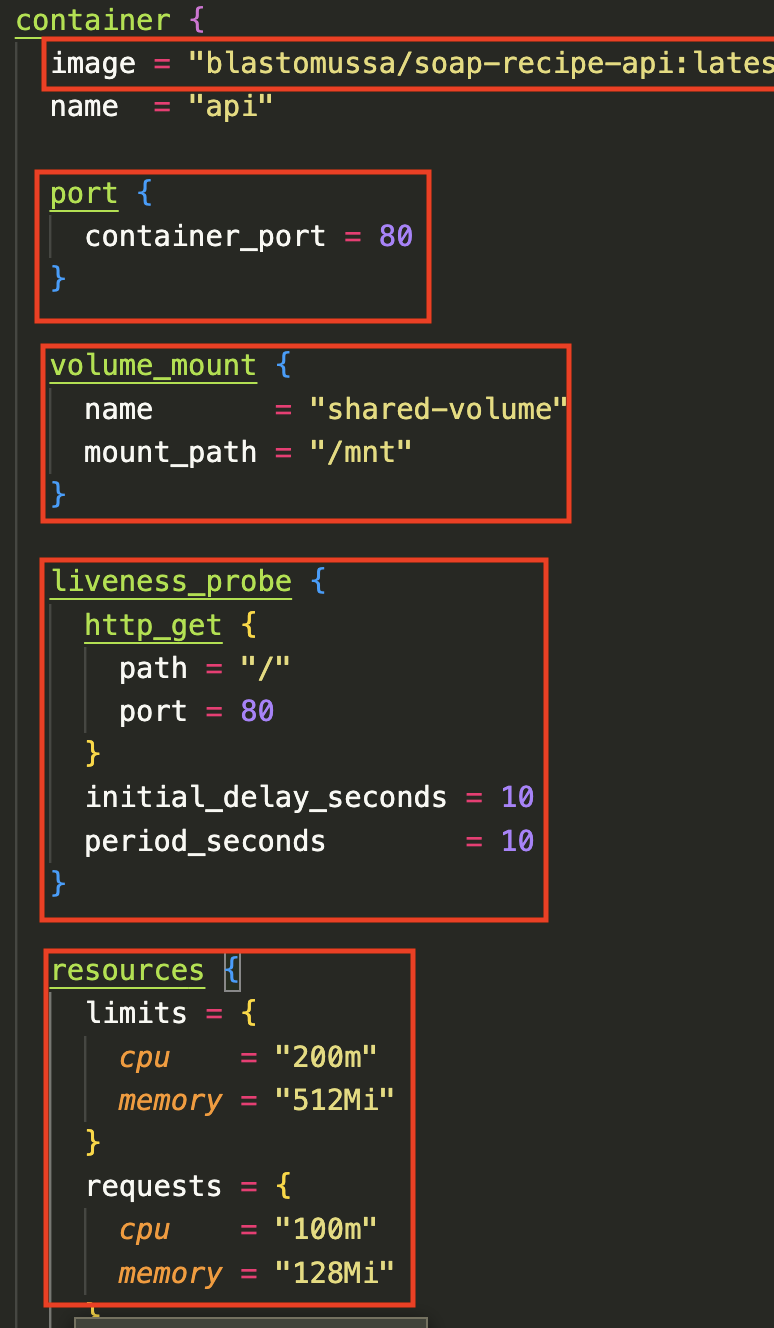 container {
image = "blastomussa/soap-recipe-api:lates
name = "api"
port {
container_port = 80
}
volume_mount {
name = "shared-volume"
mount_path = "/mnt"
}
liveness_probe {
http_get {
path = "/"
port = 80
}
initial_delay_seconds = 10
period_seconds = 10
}
resources {
limits = {
cpu = "200m"
memory = "512Mi"
}
requests = {
cpu = "100m"
memory = "128Mi"